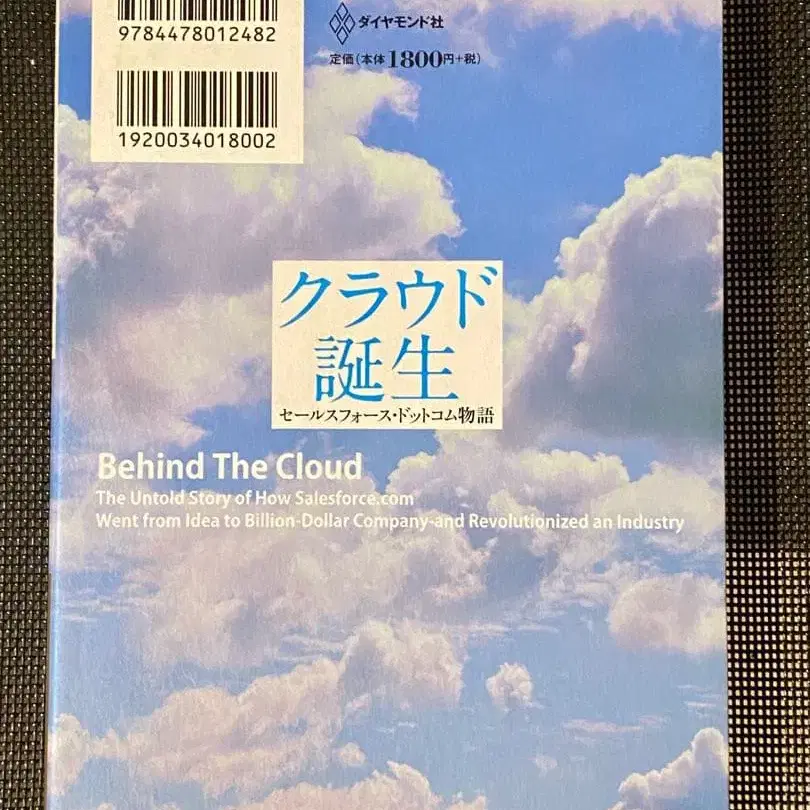 9784478012482
ダイヤモンド社
定価(本体1800円+税)
1920034018002
クラウド
誕生
セールスフォース・ドットコム物語
Behind The Cloud
The Untold Story of How Salesforce.com
Went from Idea to Billion-Dollar Company-and Revolutionized an Industry